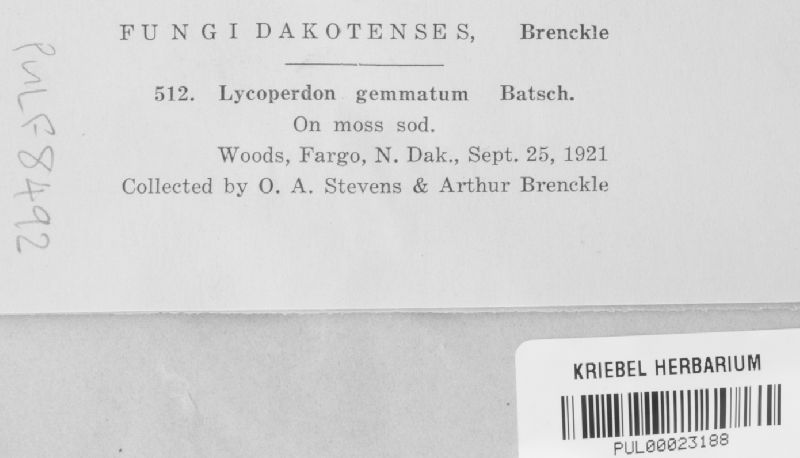 FUNGI DAKOTENSES, Brenckle
512. Lycoperdon gemmatum Batsch.
On moss sod.
Woods, Fargo, N. Dak., Sept. 25, 1921
Collected by O. A. Stevens & Arthur Brenckle
PUL F8492
KRIEBEL HERBARIUM
PUL00023188